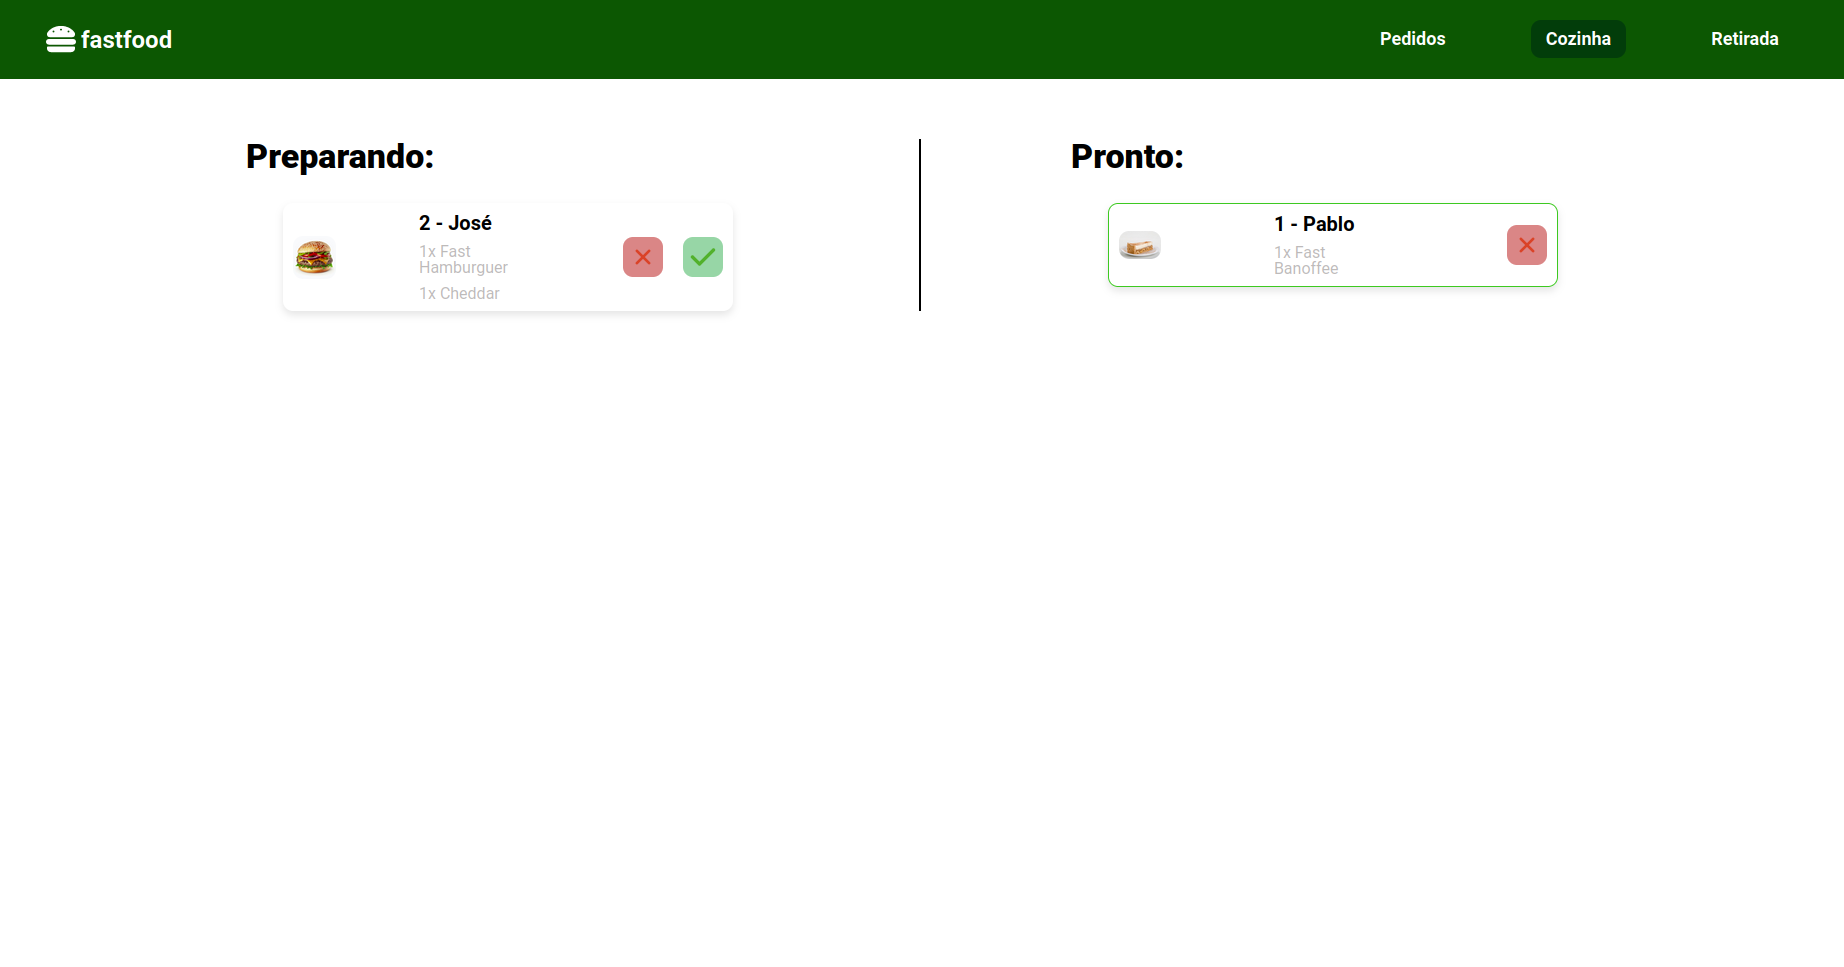 fastfood
Pedidos
Cozinha
Retirada
Preparando:
2 - José
1x Fast
Hamburguer
1x Cheddar
Pronto:
1 - Pablo
1x Fast
Banoffee